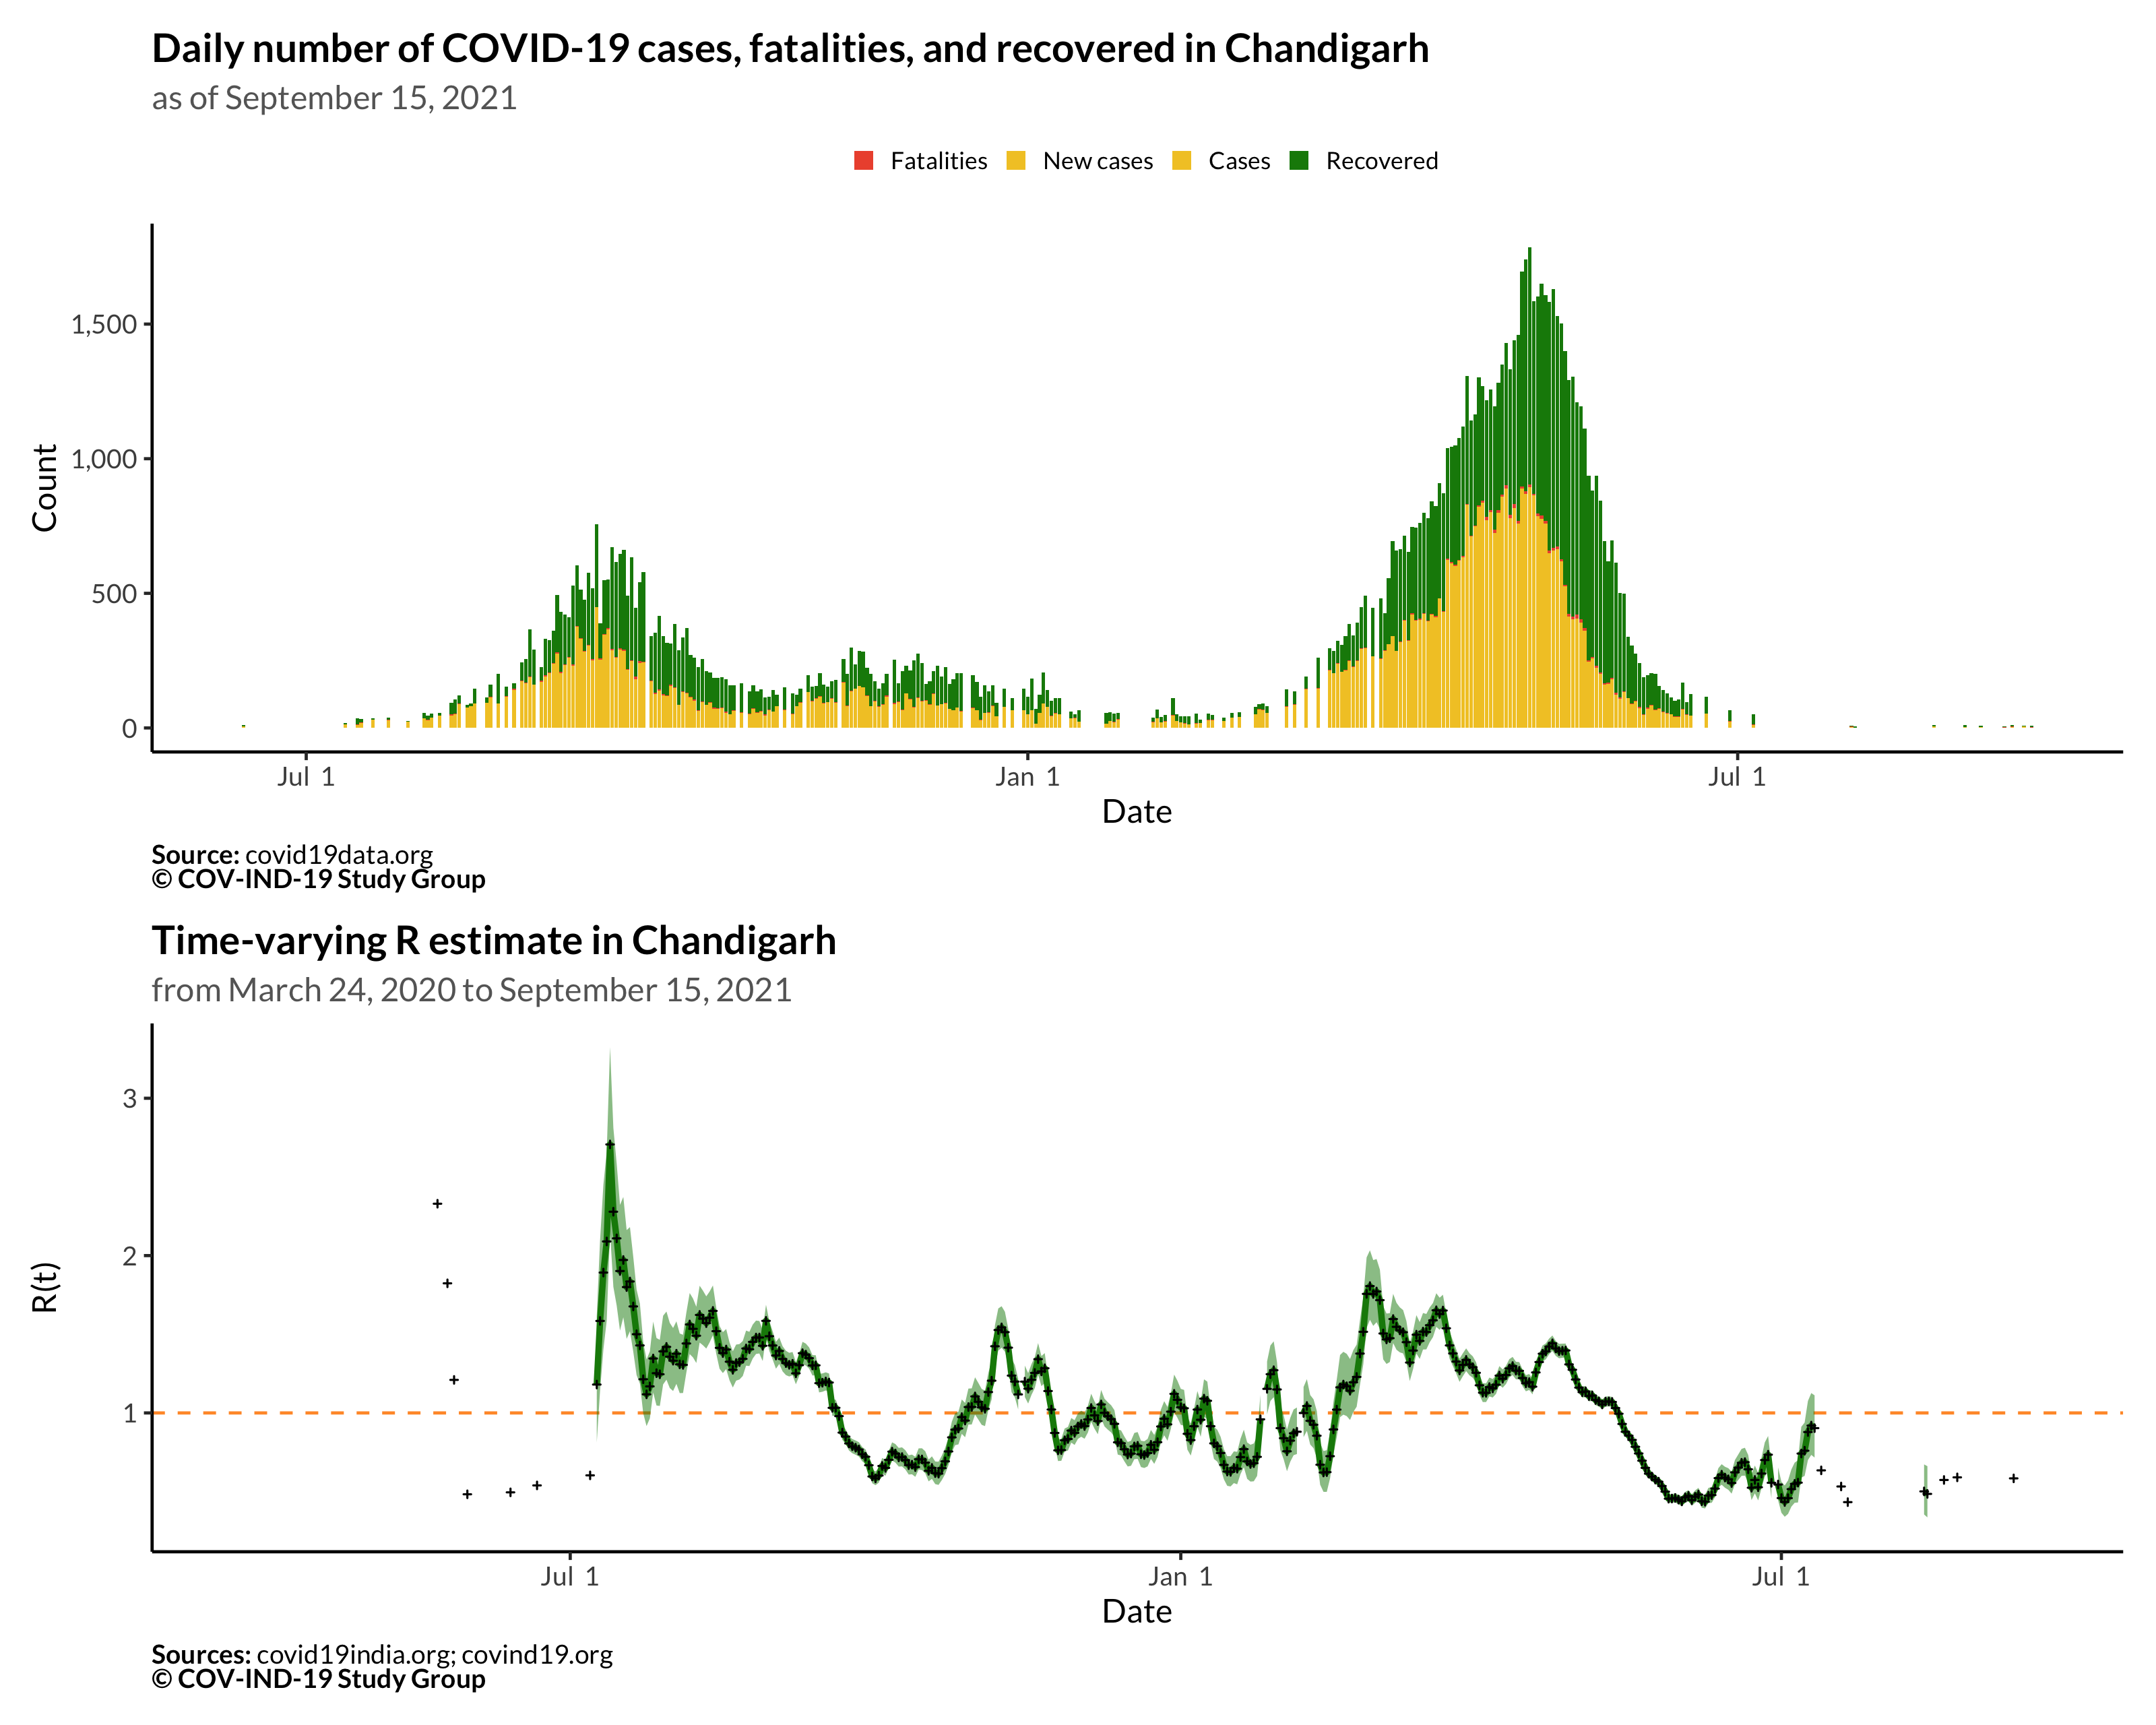 Daily number of COVID-19 cases, fatalities, and recovered in Chandigarh
as of September 15, 2021
Fatalities New cases Cases Recovered
1,500
1,000
500
0
Count
Jul 1 Jan 1 Jul 1
Date
Source: covid19data.org
© COV-IND-19 Study Group
Time-varying R estimate in Chandigarh
from March 24, 2020 to September 15, 2021
3
2
1
R(t)
Jul 1 Jan 1 Jul 1
Date
Sources: covid19india.org; covind19.org
© COV-IND-19 Study Group